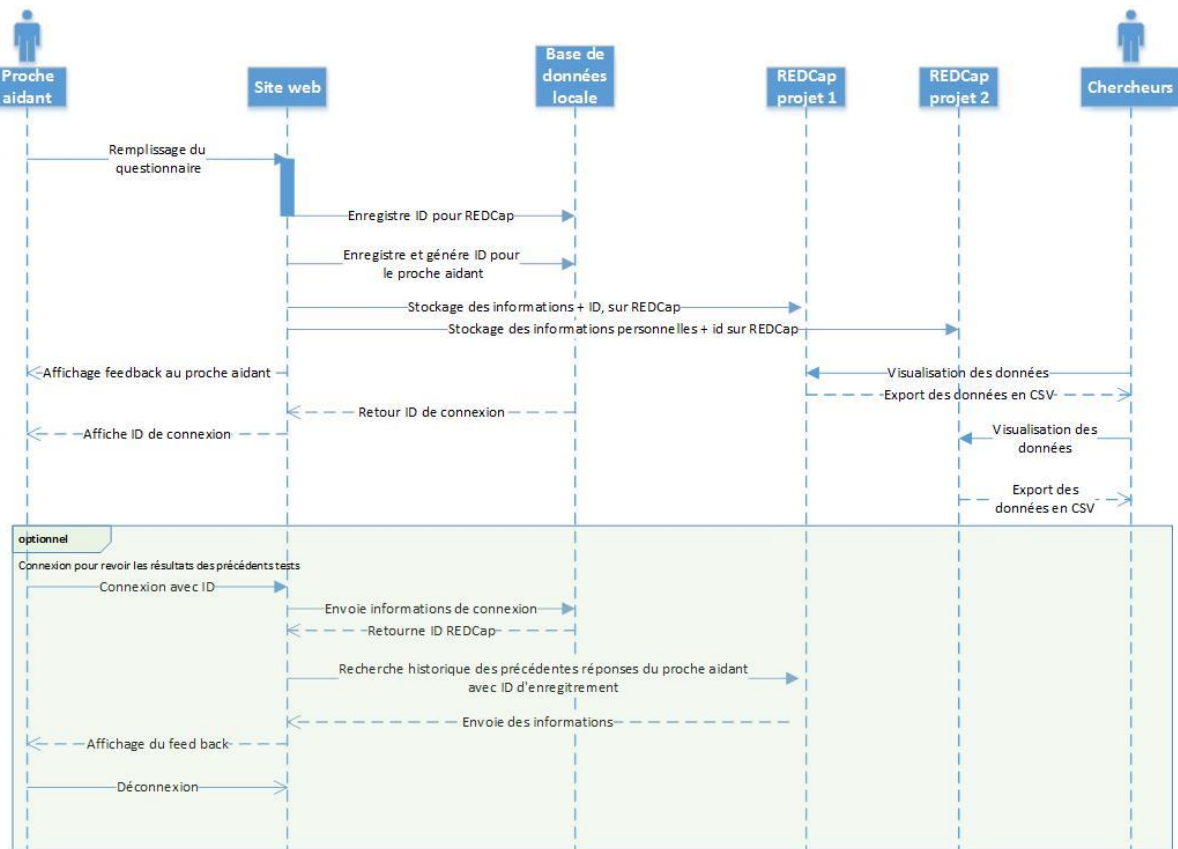 Proche
aidant
Site web
Base de
données
locale
REDCap
projet 1
REDCap
projet 2
Chercheurs
Remplissage du
questionnaire
Enregistre ID pour REDCap
Enregistre et génére ID pour
le proche aidant
Stockage des informations + ID, sur REDCap
Stockage des informations personnelles + id sur REDCap
Affichage feedback au proche aidant
Visualisation des données
Export des données en CSV
Retour ID de connexion
Affiche ID de connexion
Visualisation des
données
Export des
données en CSV
optionnel
Connexion pour revoir les résultats des précédents tests
Connexion avec ID
Envoie informations de connexion
Retourne ID REDCap
Recherche historique des précédentes réponses du proche aidant
avec ID d'enregitrement
Envoie des informations
Affichage du feed back
Déconnexion